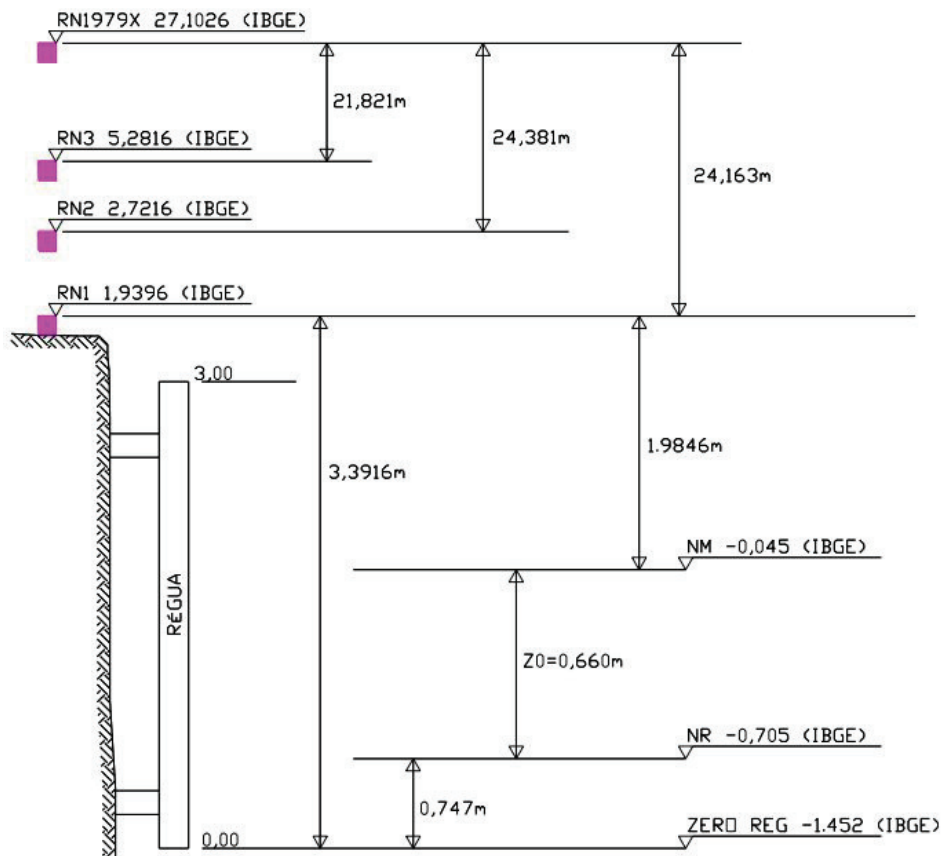 RN1979X 27,1026 (IBGE)
21,821m
24,381m
RN3 5,2816 (IBGE)
24,163m
RN2 2,7216 (IBGE)
RN1 1,9396 (IBGE)
3,00
3,3916m
1.9846m
NM -0,045 (IBGE)
RÉGUA
Z0=0,660m
NR -0,705 (IBGE)
0,747m
0,00
ZERO REG -1.452 (IBGE)